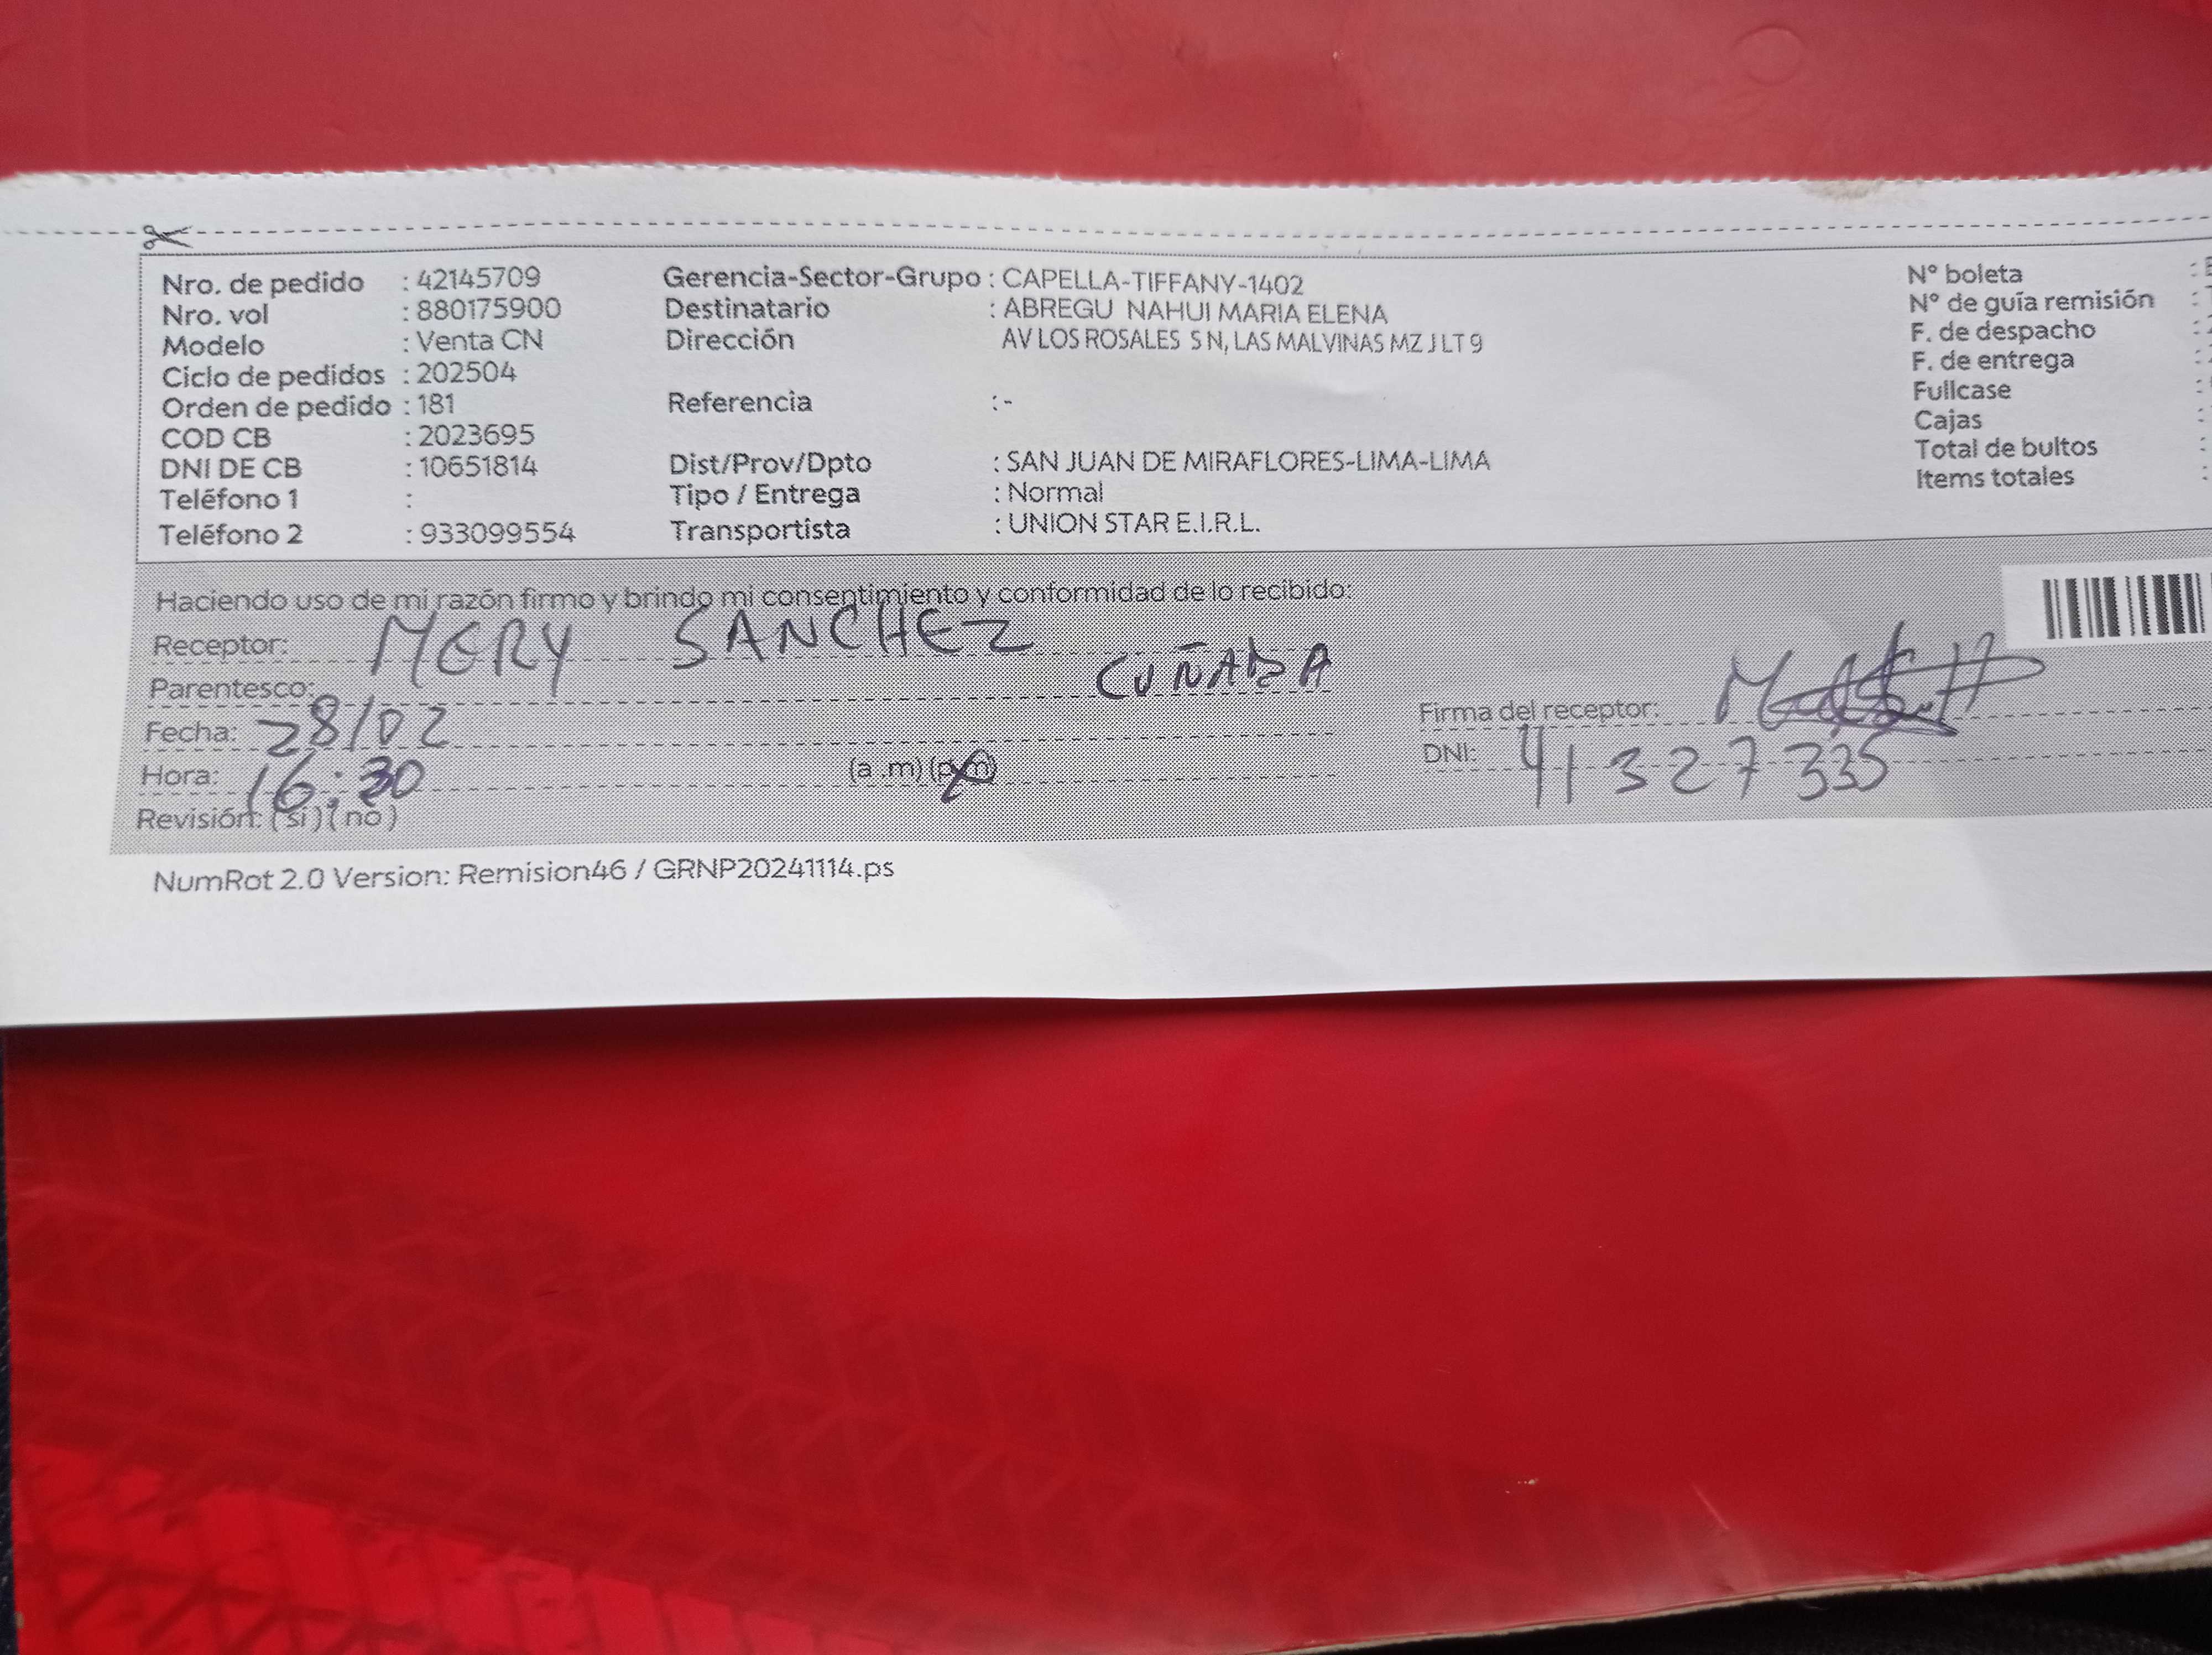 Nro. de pedido : 42145709 Gerencia-Sector-Grupo : CAPELLA-TIFFANY-1402 N° boleta :
Nro. vol : 880175900 Destinatario : ABREGU NAHUI MARIA ELENA N° de guía remisión :
Modelo : Venta CN Dirección AV LOS ROSALES S N, LAS MALVINAS MZ J LT 9 F. de despacho :
Ciclo de pedidos : 202504 F. de entrega :
Orden de pedido : 181 Referencia : - Fullcase :
COD CB : 2023695 Cajas :
DNI DE CB : 10651814 Dist/Prov/Dpto : SAN JUAN DE MIRAFLORES-LIMA-LIMA Total de bultos :
Teléfono 1 : Tipo / Entrega : Normal Items totales :
Teléfono 2 : 933099554 Transportista : UNION STAR E.I.R.L.
Haciendo uso de mi razón firmo y brindo mi consentimiento y conformidad de lo recibido:
Receptor: MERY SANCHEZ
Parentesco: CUÑADA
Fecha: 28/02 Firma del receptor:
Hora: 16:30 (a.m) (p.m) DNI: 41327335
Revisión: (si) (no)
NumRot 2.0 Version: Remision46 / GRNP20241114.ps